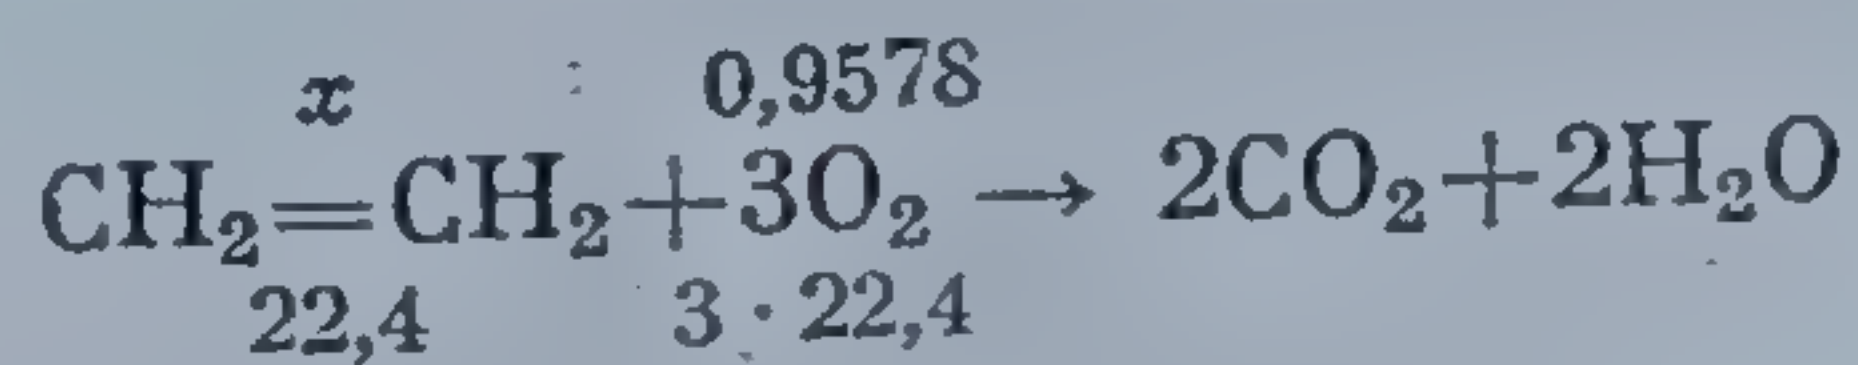 x 0,9578
CH₂=CH₂+3O₂ → 2CO₂+2H₂O
22,4 3 · 22,4